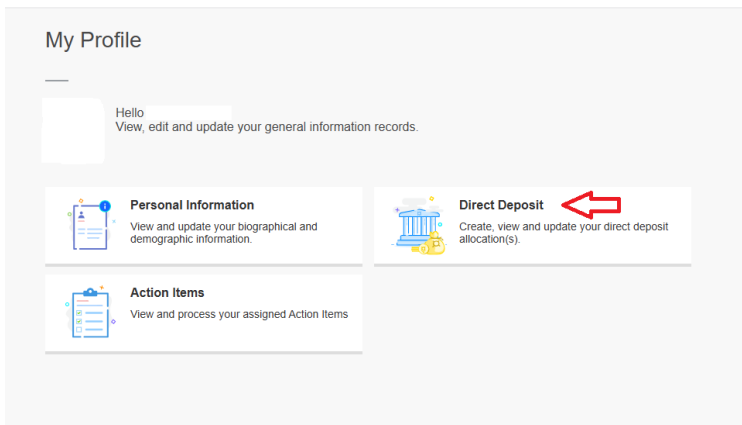 My Profile
Hello
View, edit and update your general information records.
Personal Information
View and update your biographical and
demographic information.
Direct Deposit
Create, view and update your direct deposit
allocation(s).
Action Items
View and process your assigned Action Items